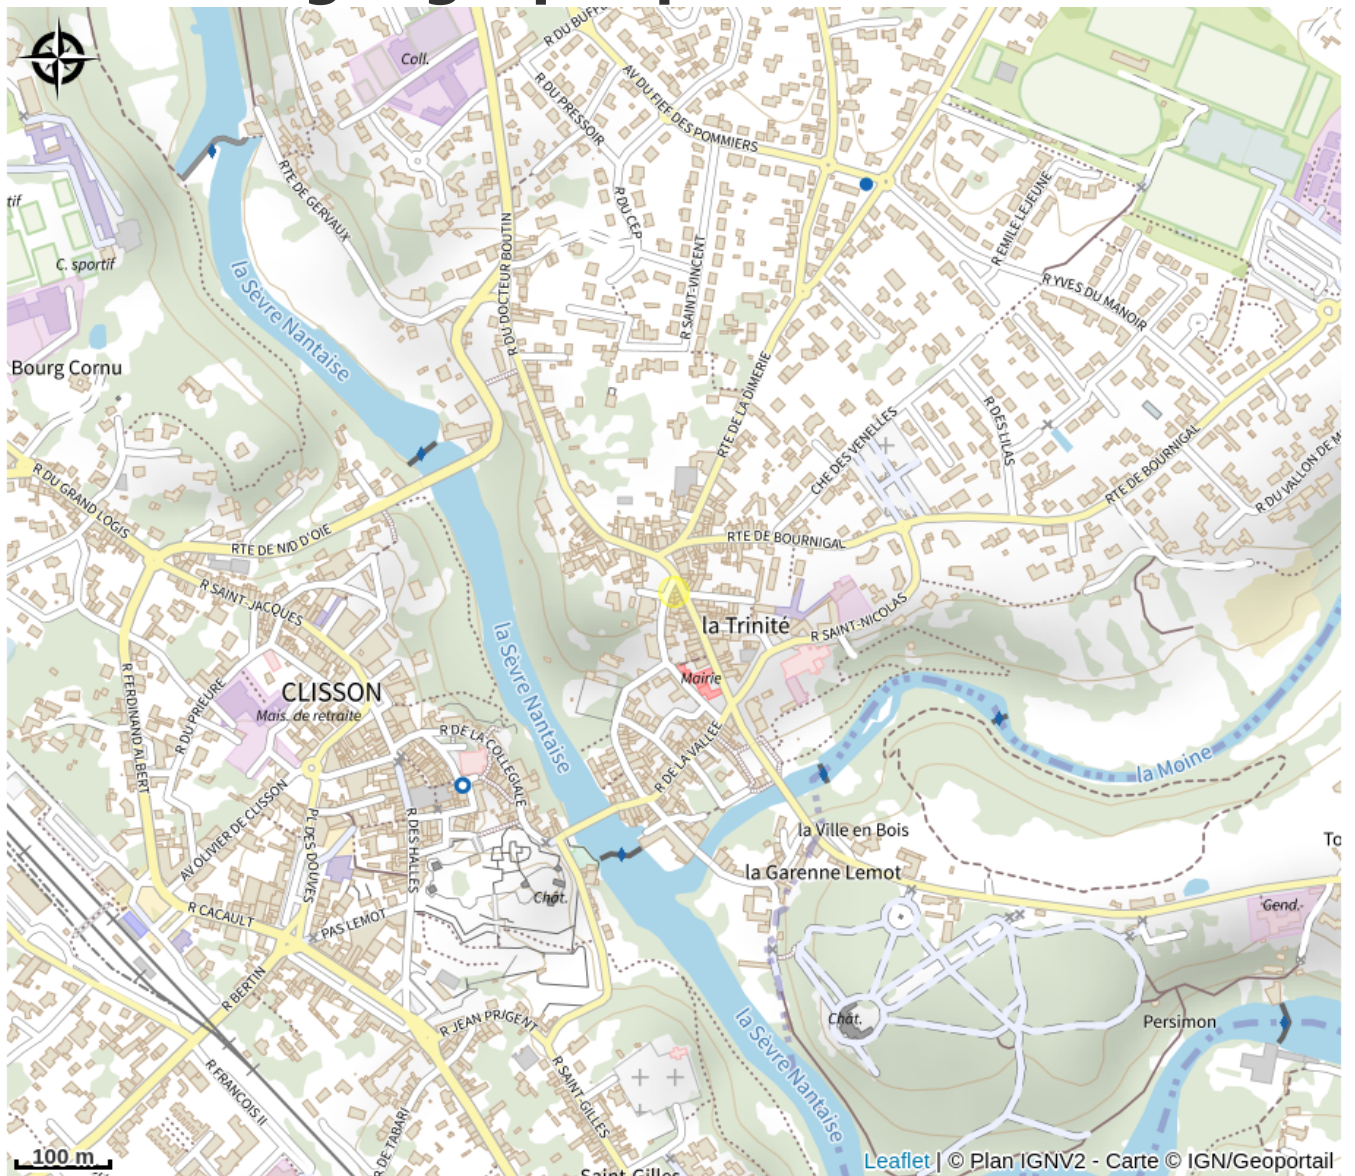 Coll.
R DU PRESSOIR
AV DU FIEF DES POMMIERS
RTE DE GERVAUX
R DU CEP
R EMILE LEJEUNE
tif
C. sportif
R DU DOCTEUR BOUTIN
R SAINT-VINCENT
R YVES DU MANOIR
la Sèvre Nantaise
Bourg Cornu
RTE DE LA DIMERIE
CHE DES VENELLES
R DES LILAS
RTE DE BOURNIGAL
R DU GRAND LOGIS
RTE DE NID D'OIE
RTE DE BOURNIGAL
R SAINT-JACQUES
la Trinité
R SAINT-NICOLAS
la Sèvre Nantaise
Mairie
CLISSON
Mais. de retraite
R FERDINAND ALBERT
R DU PRIEURE
R DE LA COLLEGIALE
R DE LA VALLEE
la Moine
AV OLIVIER DE CLISSON
PL DES DOUVES
R DES HALLES
la Ville en Bois
To
la Garenne Lemot
Chât.
Gend.
R CACAULT
PAS LEMOT
R BERTIN
R JEAN PRIGENT
Chât.
Persimon
la Sèvre Nantaise
R FRANCOIS II
R SAINT-GILLES
R DE TABARI
100 m
Saint-Gilles
Leaflet | © Plan IGNV2 - Carte © IGN/Geoportail